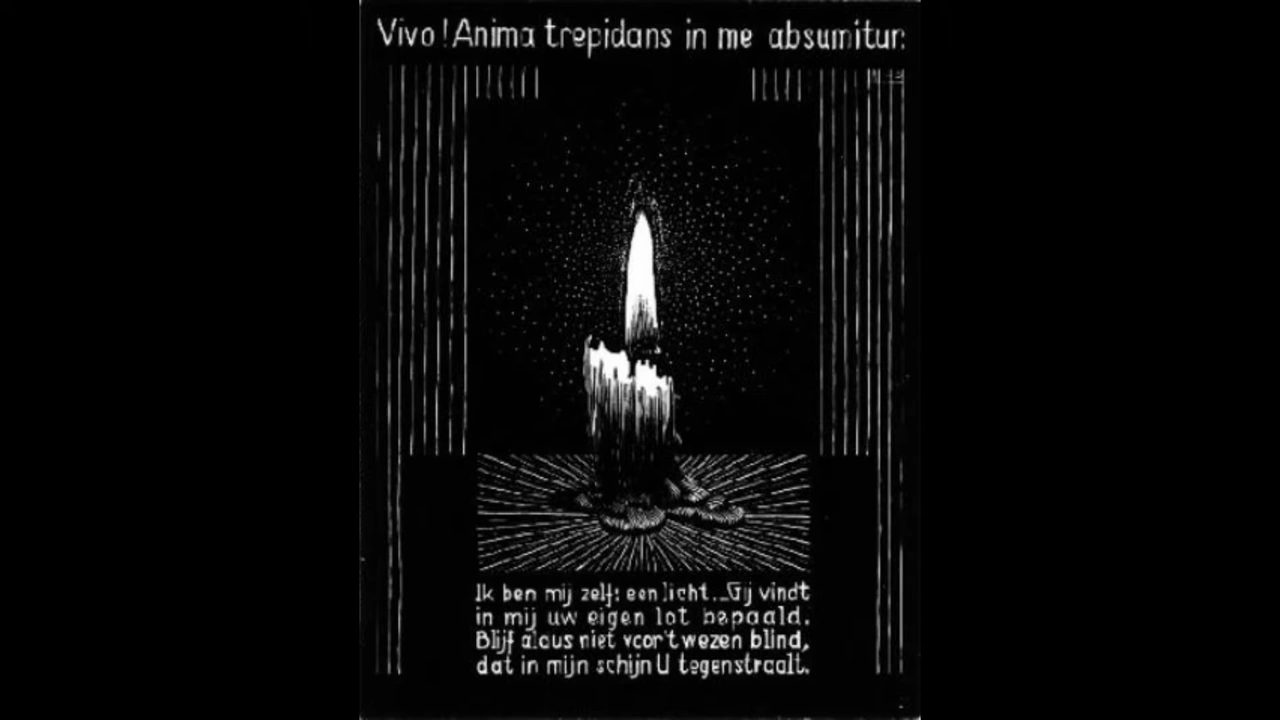 Vivo! Anima trepidans in me absumitur.
Ik ben mij zelf: een licht... Gij vindt
in mij uw eigen lot bepaald.
Blijf aldus niet voor't wezen blind,
dat in mijn schijn U tegenstraalt.